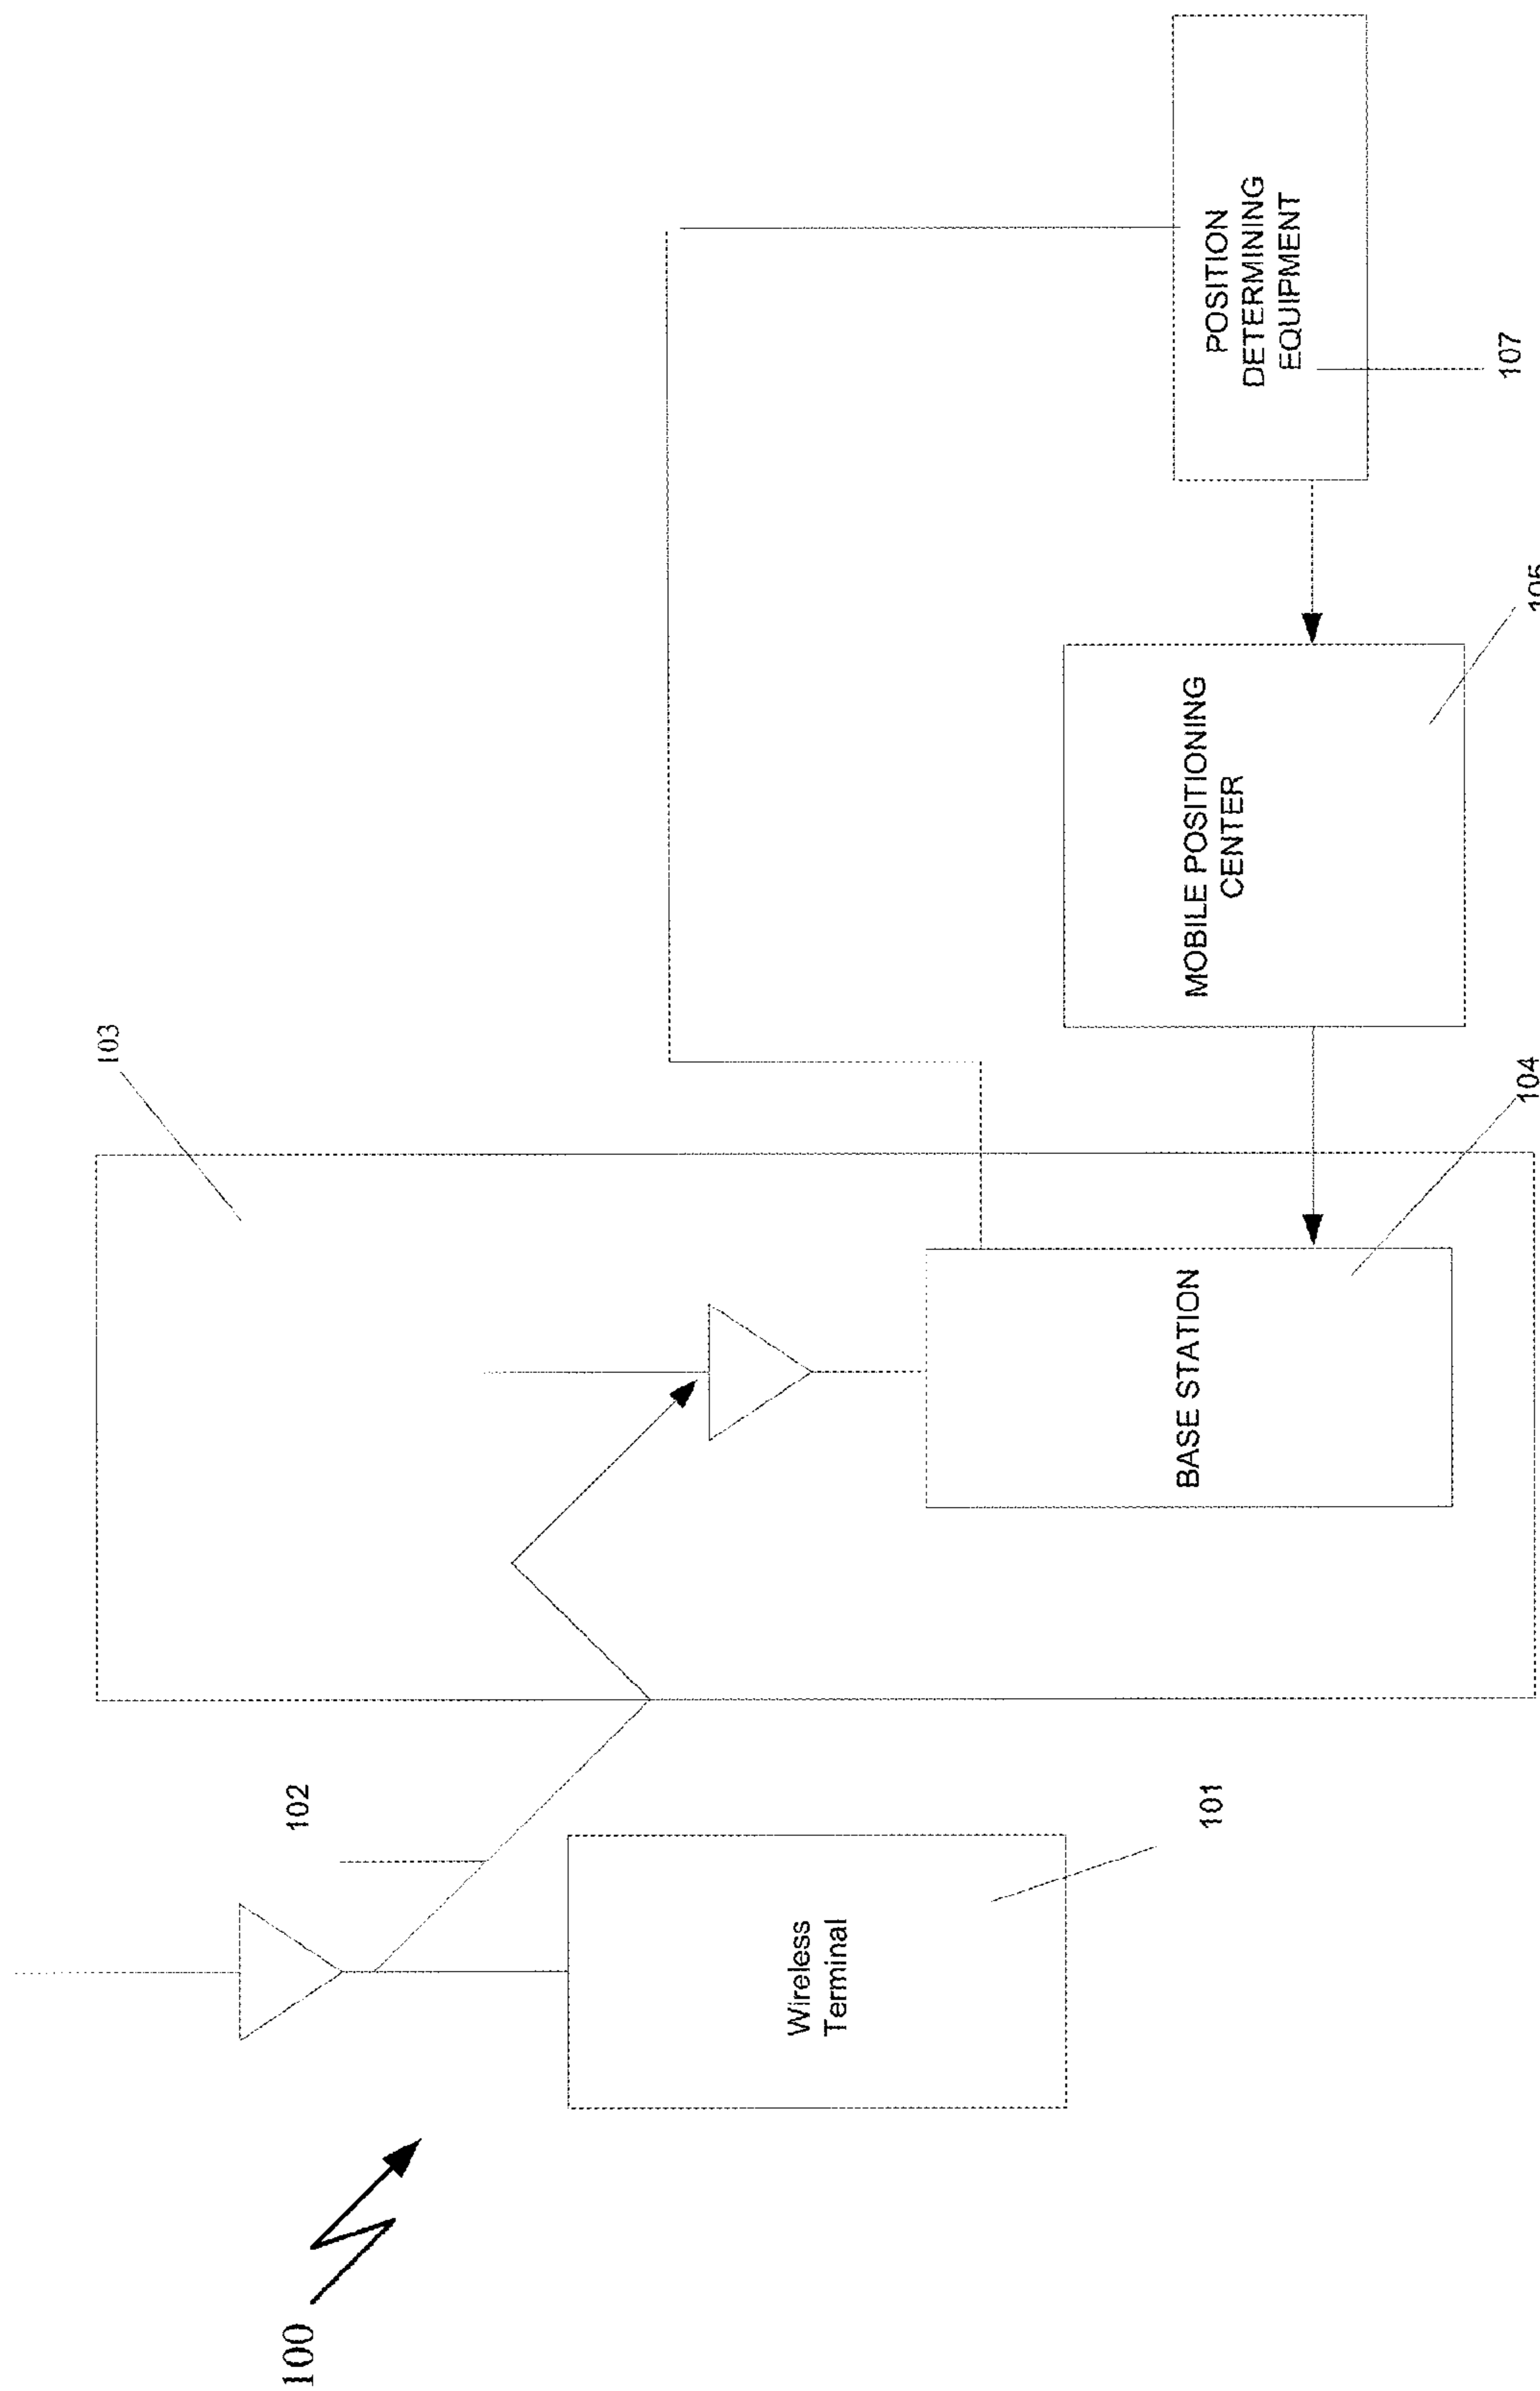 103
100
102
Wireless
Terminal
BASE STATION
MOBILE POSITIONING
CENTER
POSITION
DETERMINING
EQUIPMENT
101
104
107